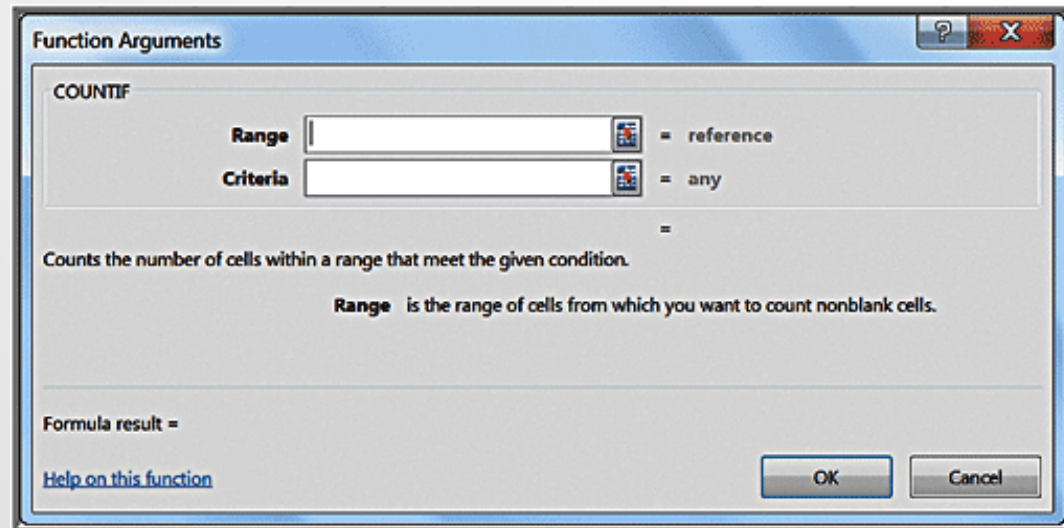 Function Arguments
? X
COUNTIF
Range = reference
Criteria = any
=
Counts the number of cells within a range that meet the given condition.
Range is the range of cells from which you want to count nonblank cells.
Formula result =
Help on this function
OK Cancel